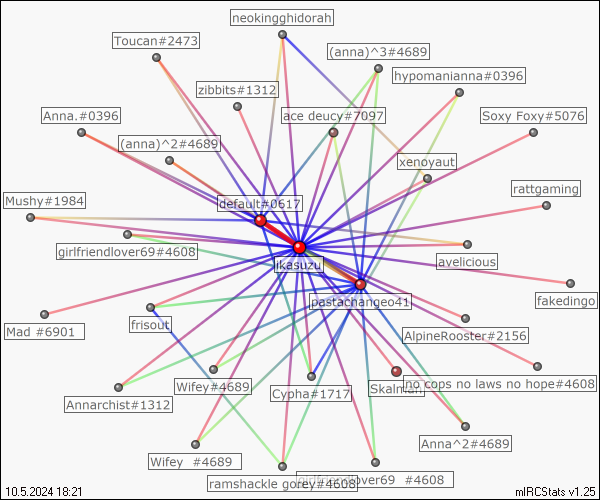 neokingghidorah
Toucan#2473
(anna)^3#4689
hypomanianna#0396
zibbits#1312
Anna.#0396
ace deucy#7097
Soxy Foxy#5076
(anna)^2#4689
xenoyaut
rattgaming
Mushy#1984
default#0617
girlfriendlover69#4608
ikasuzu
avelicious
pastachangeo41
fakedingo
Mad #6901
frisout
AlpineRooster#2156
Wifey#4689
Cypha#1717
no cops no laws no hope#4608
Annarchist#1312
Anna^2#4689
Wifey #4689
ramshackle gorey#4608
#4608
10.5.2024 18:21
mIRCStats v1.25